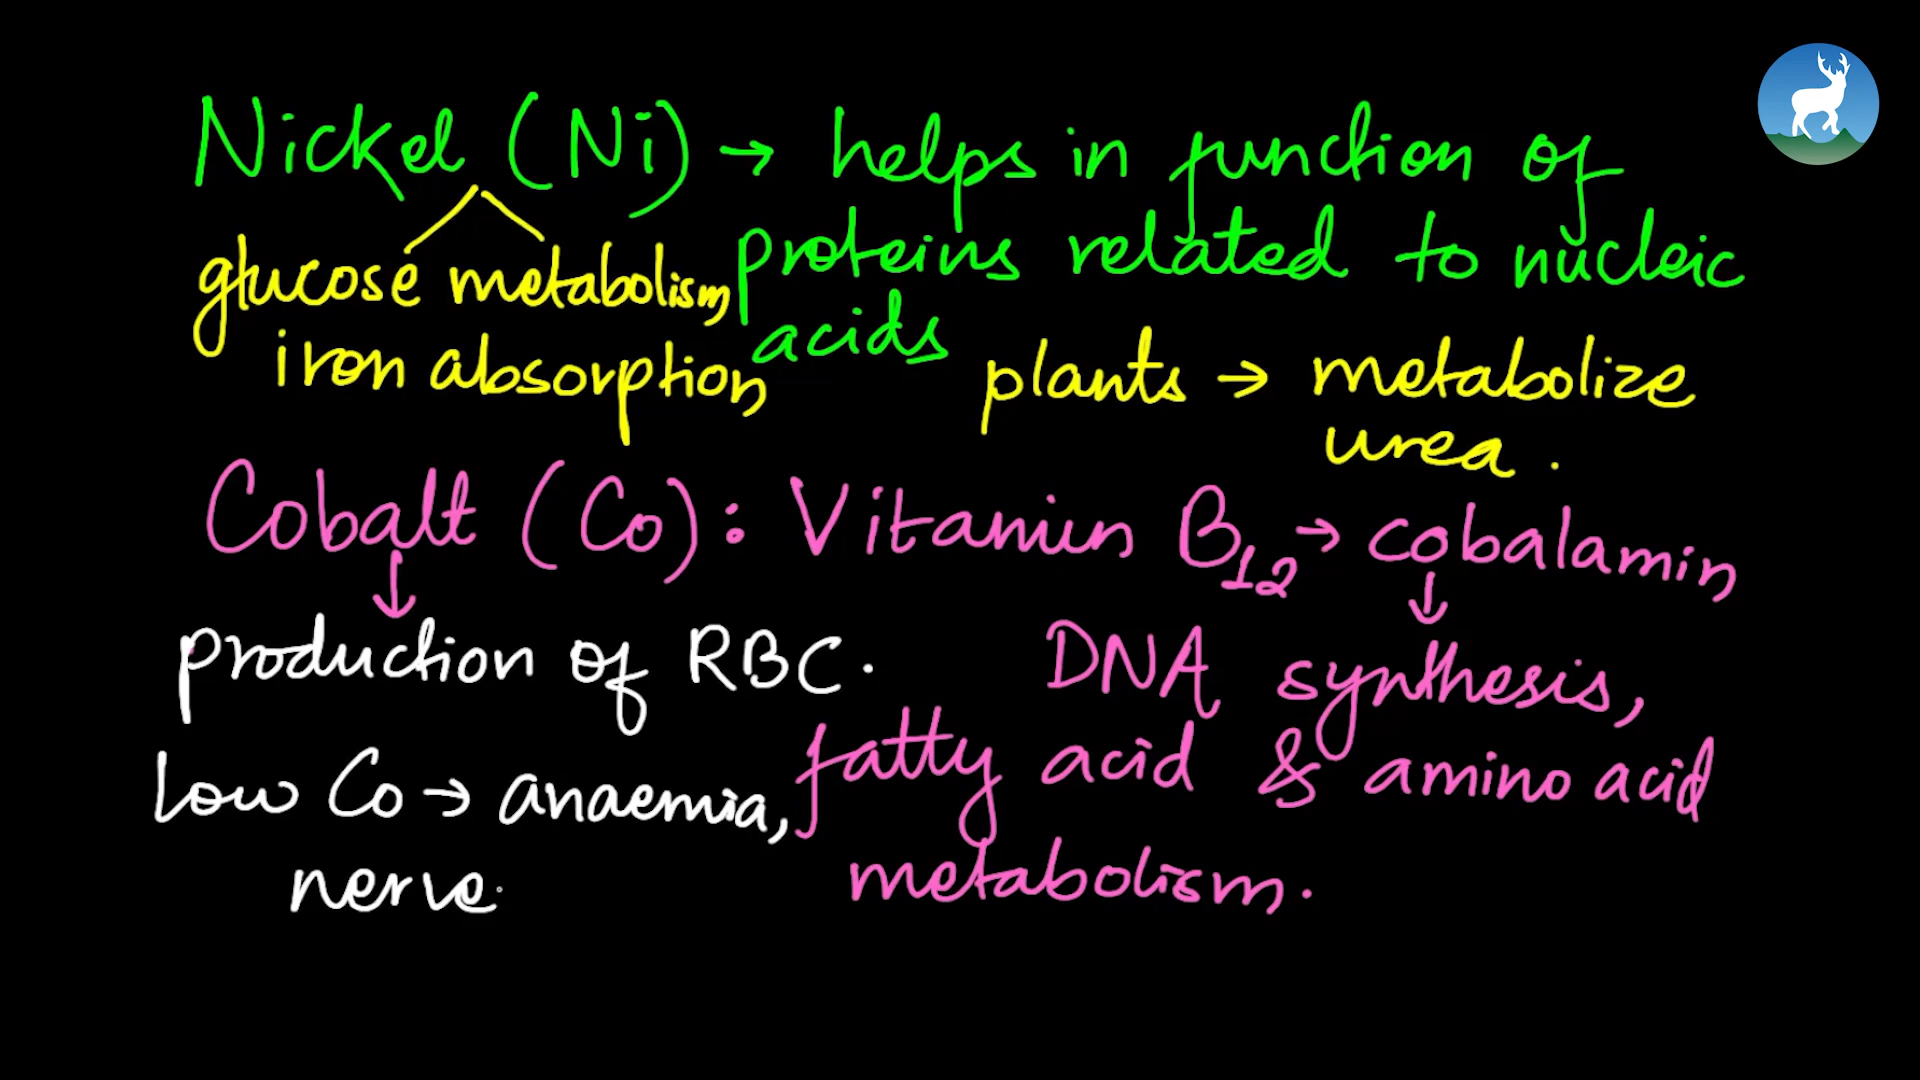 Nickel (Ni) → helps in function of
proteins related to nucleic
acids
glucose metabolism,
iron absorption,
plants → metabolize
urea.
Cobalt (Co): Vitamin B12 → cobalamin
production of RBC.
low Co → anaemia,
nerve
DNA synthesis,
fatty acid & amino acid
metabolism.